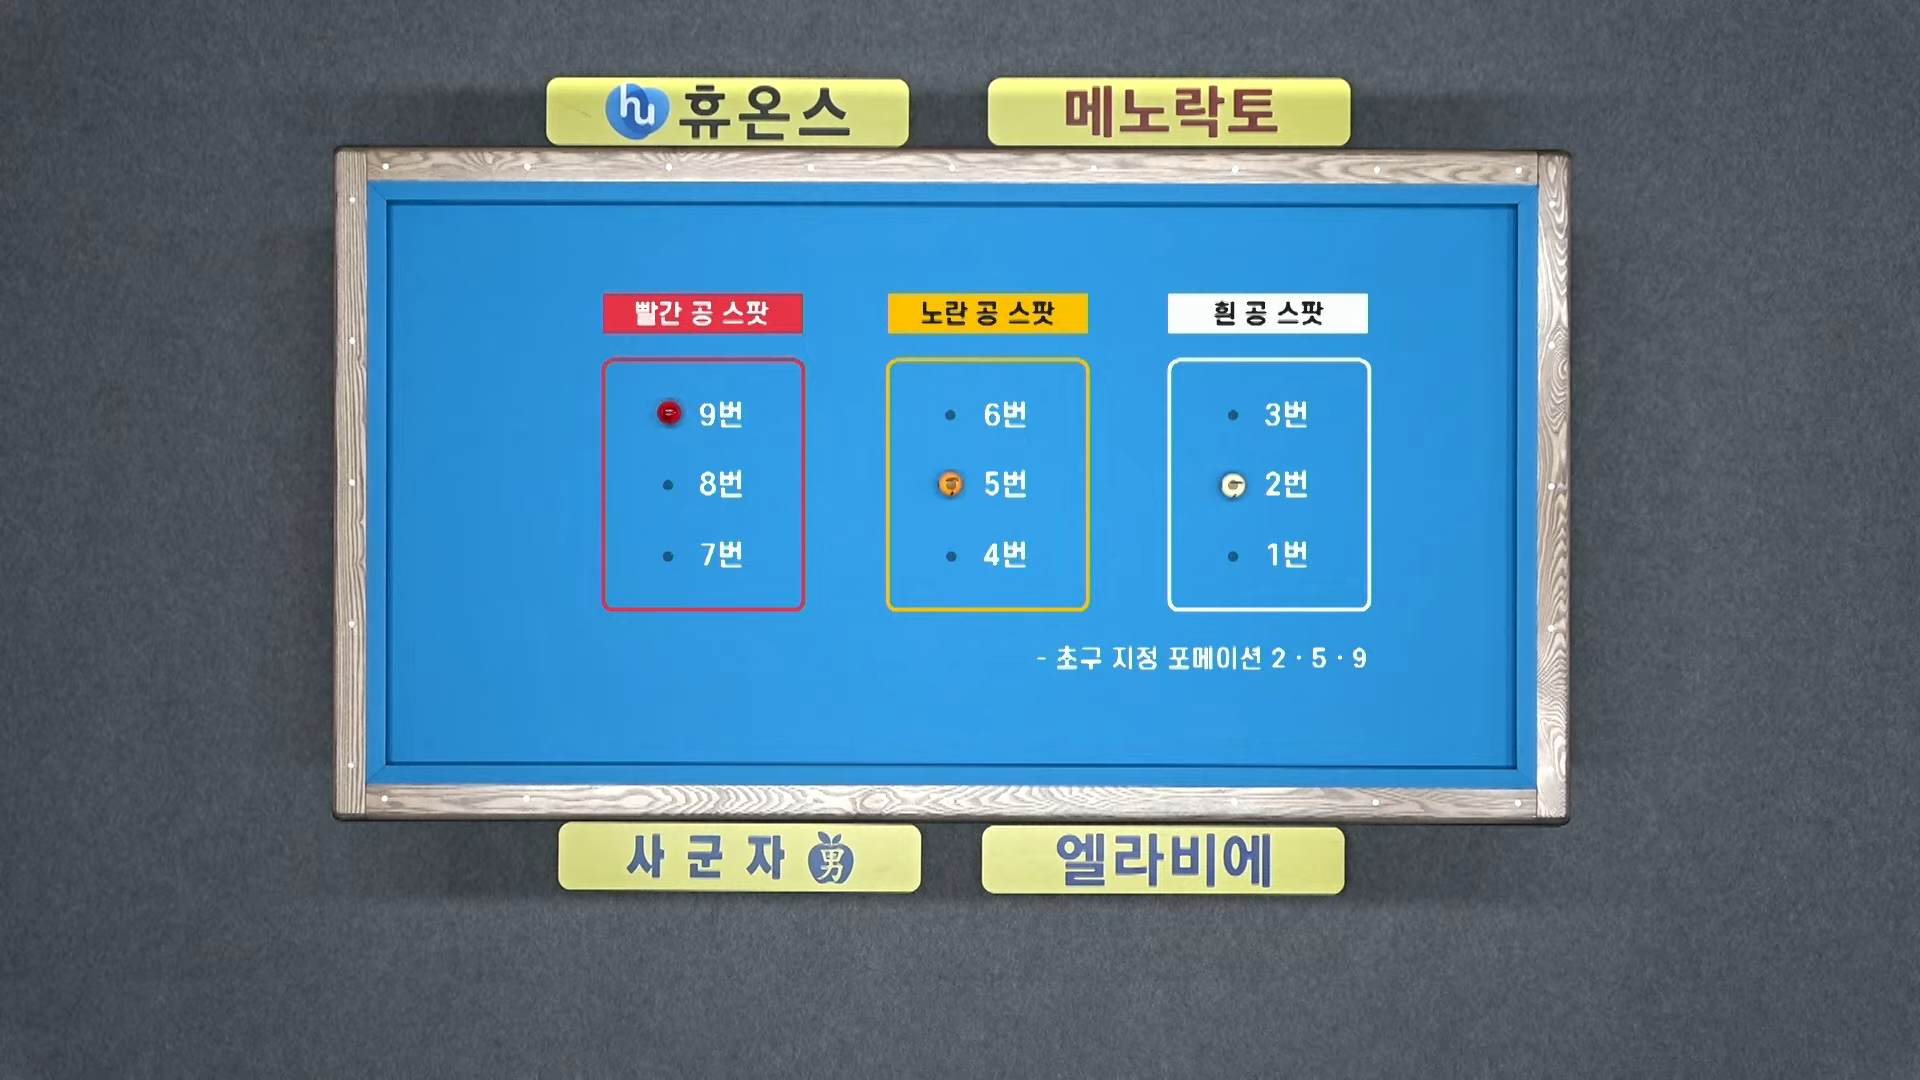 hu 휴온스
메노락토
빨간 공 스팟
노란 공 스팟
흰 공 스팟
9번
6번
3번
8번
5번
2번
7번
4번
1번
- 초구 지정 포메이션 2 · 5 · 9
사군자 男
엘라비에